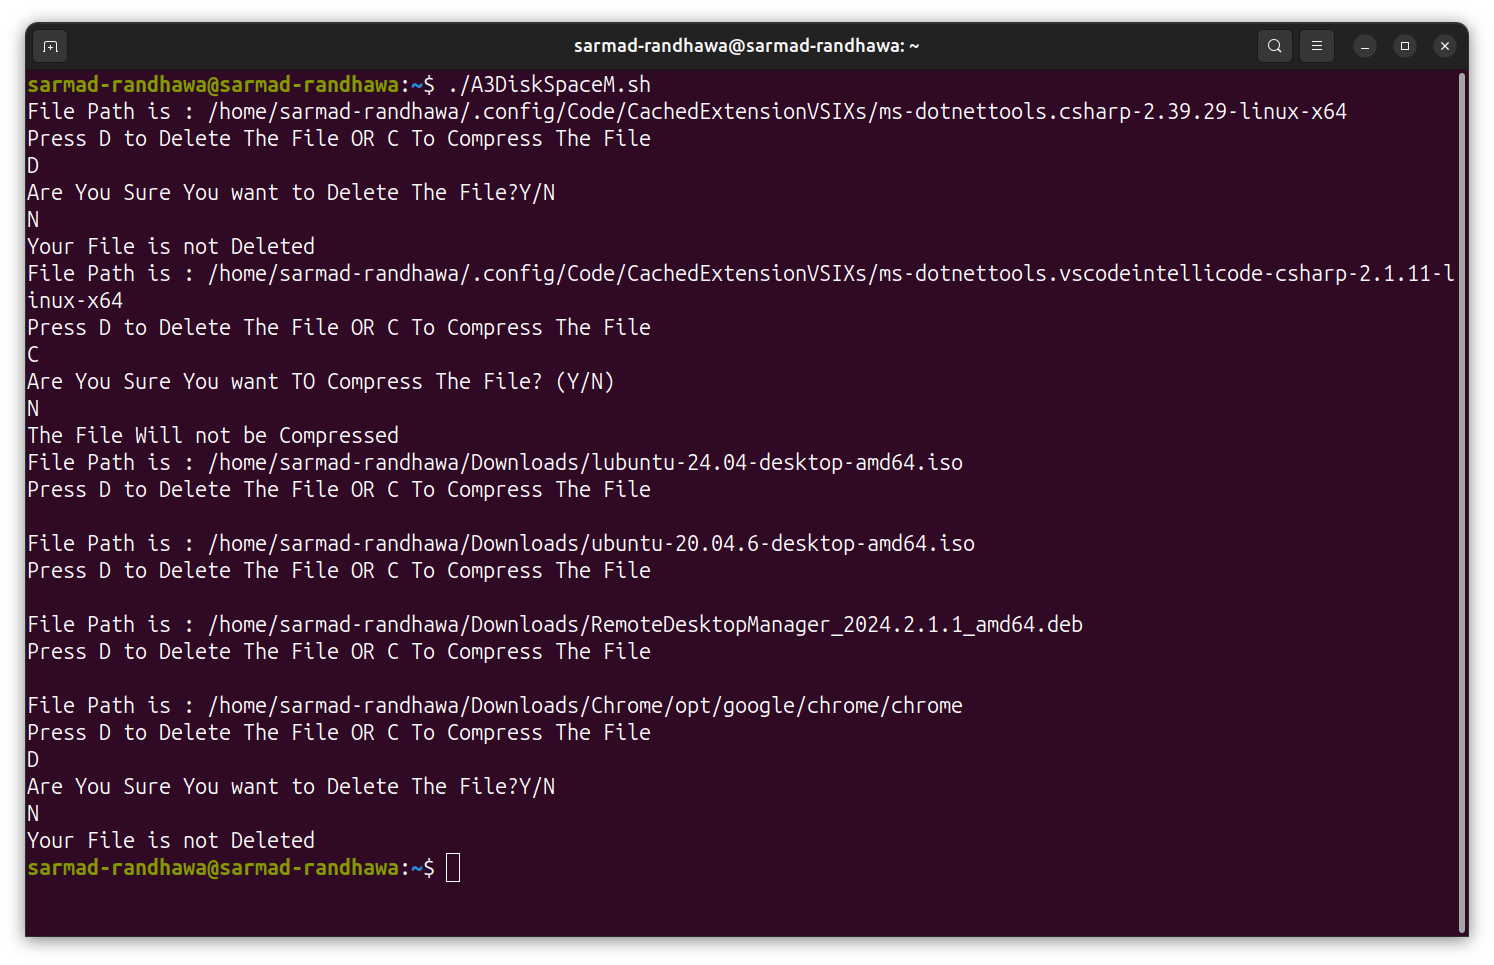 sarmad-randhawa@sarmad-randhawa: ~
sarmad-randhawa@sarmad-randhawa:~$ ./A3DiskSpaceM.sh
File Path is : /home/sarmad-randhawa/.config/Code/CachedExtensionVSIXs/ms-dotnettools.csharp-2.39.29-linux-x64
Press D to Delete The File OR C To Compress The File
D
Are You Sure You want to Delete The File?Y/N
N
Your File is not Deleted
File Path is : /home/sarmad-randhawa/.config/Code/CachedExtensionVSIXs/ms-dotnettools.vscodeintellicode-csharp-2.1.11-l
inux-x64
Press D to Delete The File OR C To Compress The File
C
Are You Sure You want TO Compress The File? (Y/N)
N
The File Will not be Compressed
File Path is : /home/sarmad-randhawa/Downloads/lubuntu-24.04-desktop-amd64.iso
Press D to Delete The File OR C To Compress The File
File Path is : /home/sarmad-randhawa/Downloads/ubuntu-20.04.6-desktop-amd64.iso
Press D to Delete The File OR C To Compress The File
File Path is : /home/sarmad-randhawa/Downloads/RemoteDesktopManager_2024.2.1.1_amd64.deb
Press D to Delete The File OR C To Compress The File
File Path is : /home/sarmad-randhawa/Downloads/Chrome/opt/google/chrome/chrome
Press D to Delete The File OR C To Compress The File
D
Are You Sure You want to Delete The File?Y/N
N
Your File is not Deleted
sarmad-randhawa@sarmad-randhawa:~$